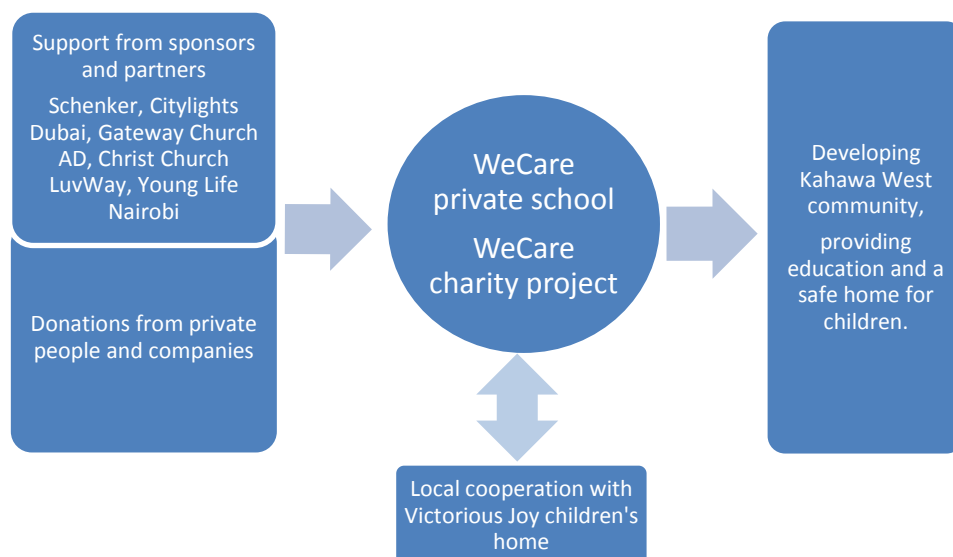 Support from sponsors
and partners
Schenker, Citylights
Dubai, Gateway Church
AD, Christ Church
LuvWay, Young Life
Nairobi
Donations from private
people and companies
WeCare
private school
WeCare
charity project
Local cooperation with
Victorious Joy children's
home
Developing
Kahawa West
community,
providing
education and a
safe home for
children.